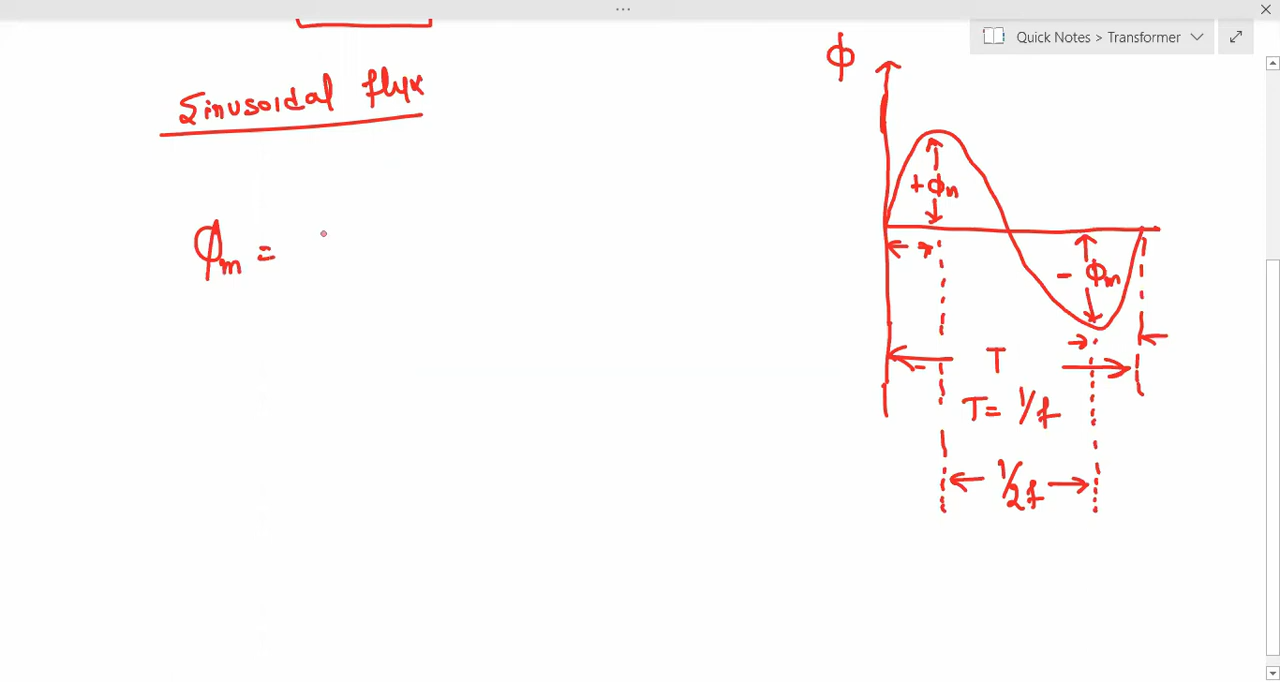 Quick Notes > Transformer
Sinusoidal flux
ϕ
+ϕm
ϕm =
- ϕm
T
T = 1/f
1/2f